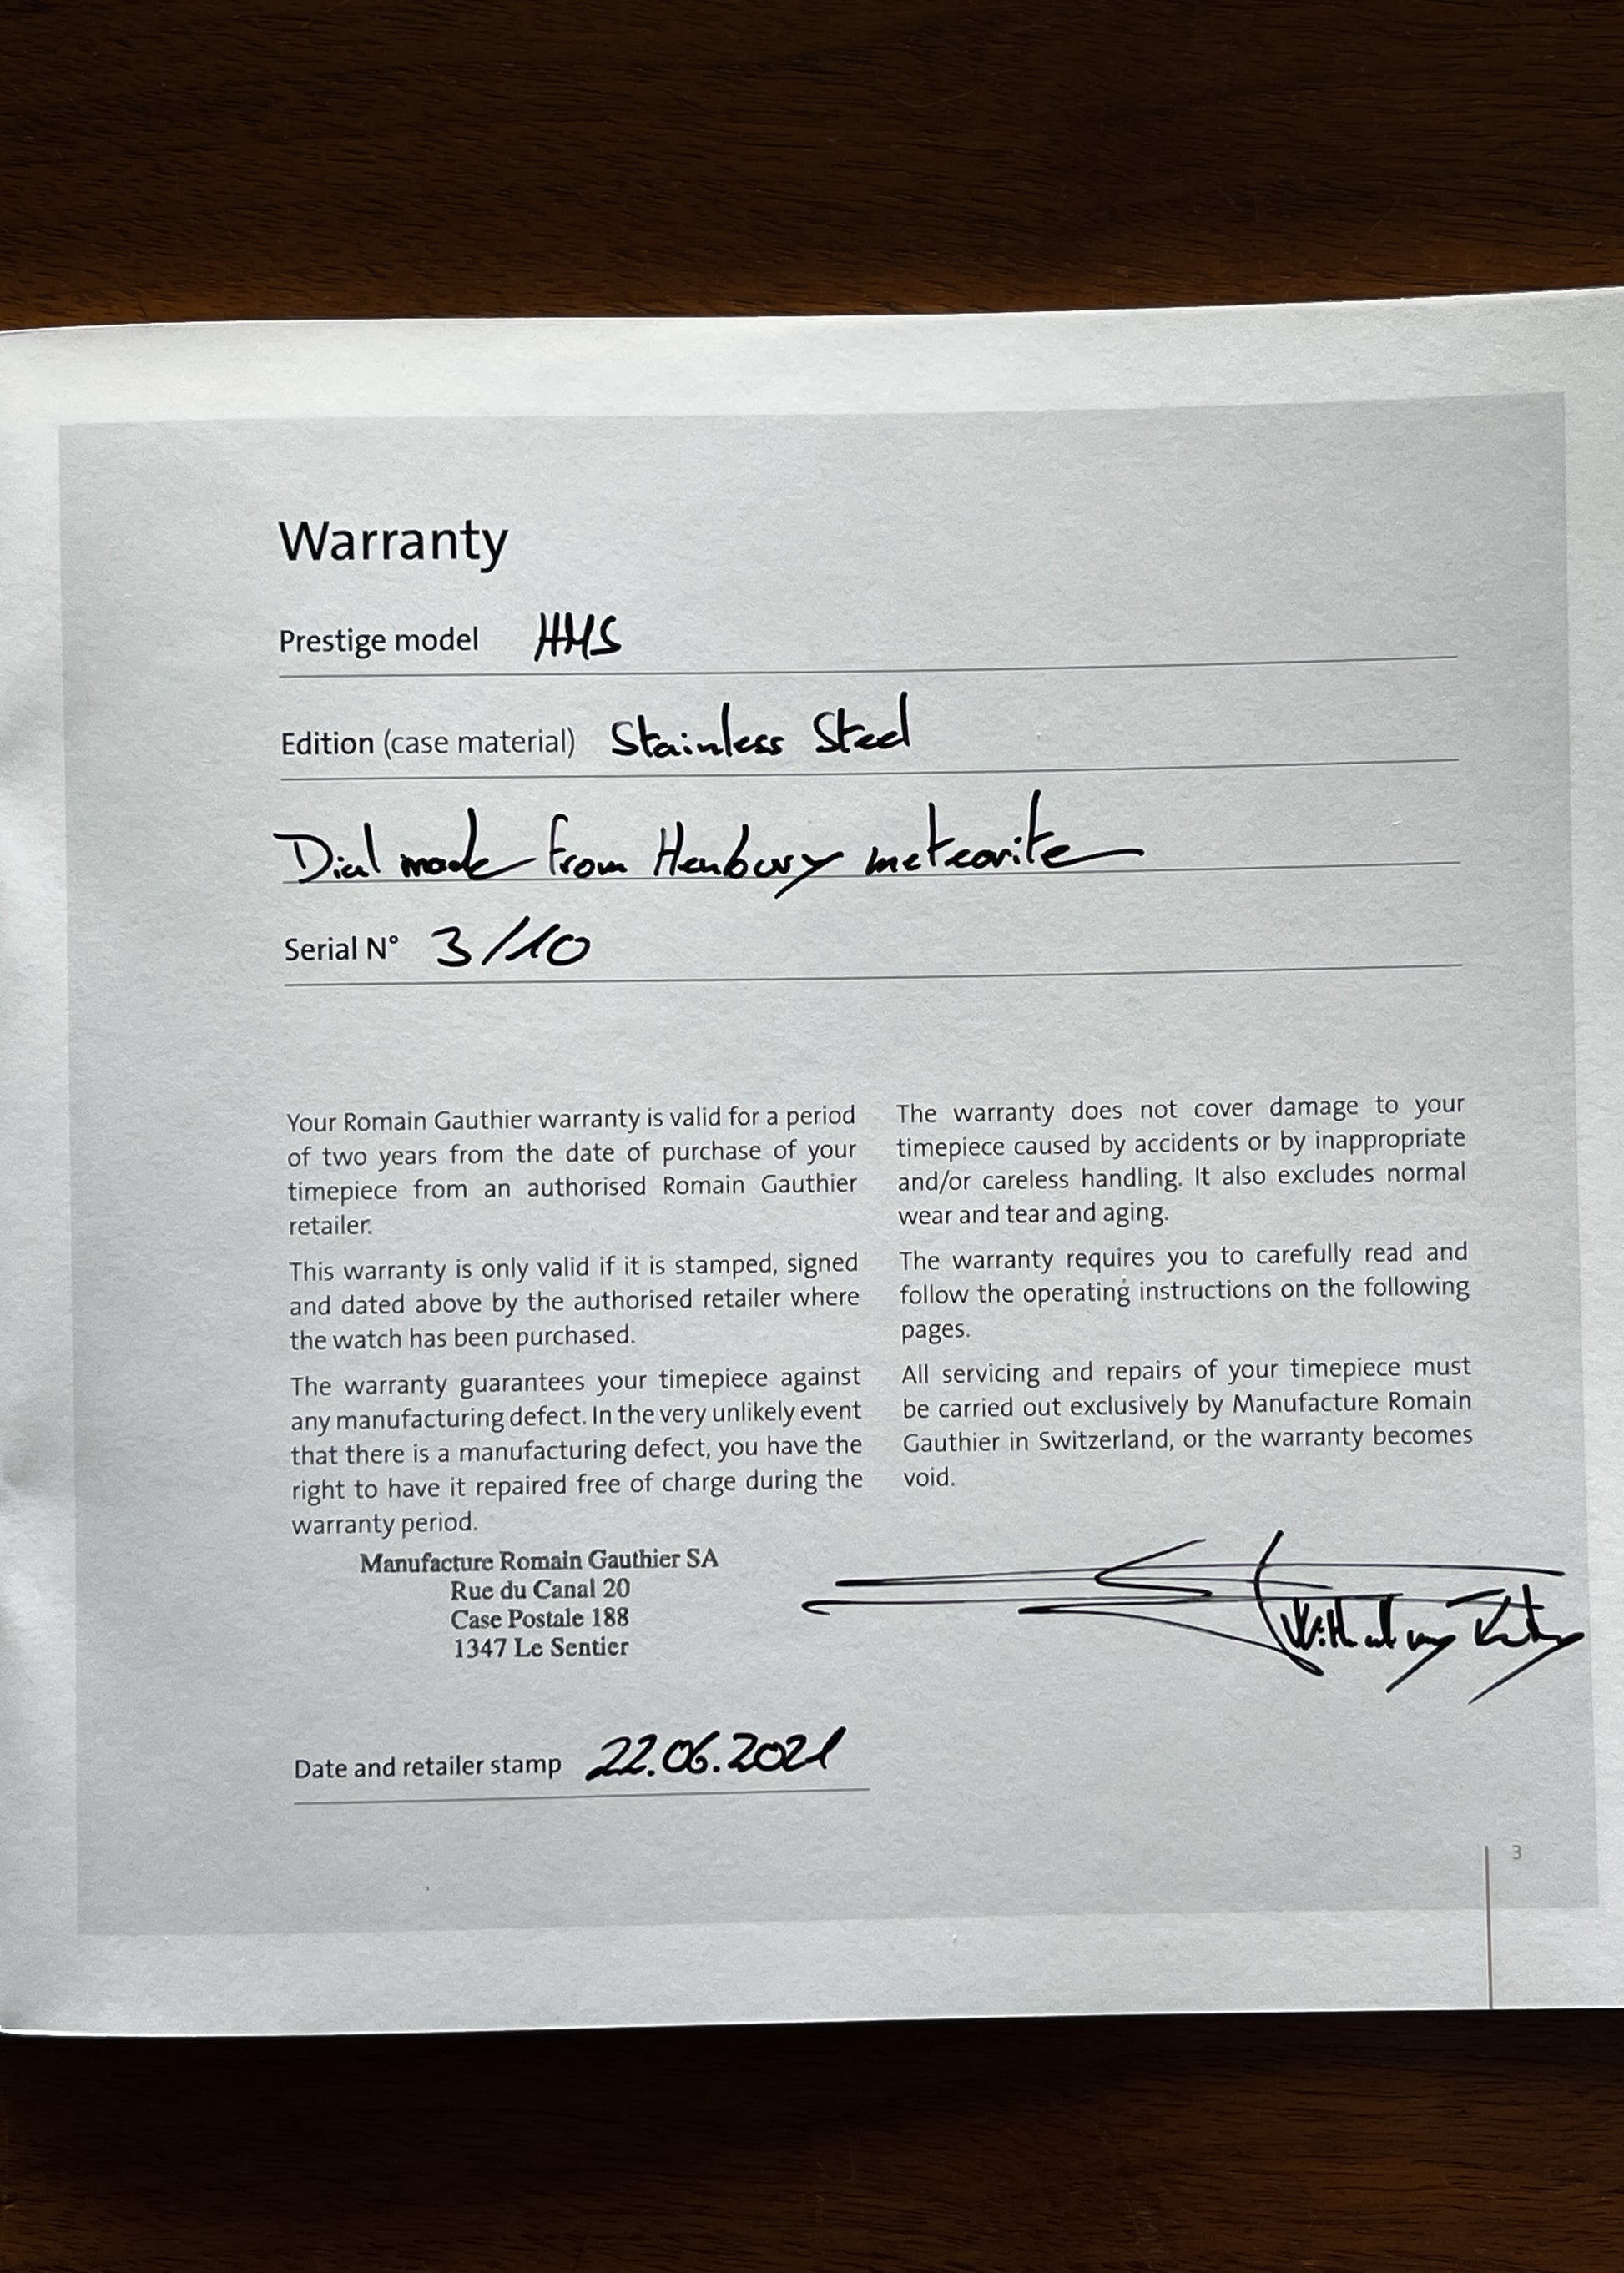 Warranty
Prestige model HMS
Edition (case material) Stainless Steel
Dial made from Henbury meteorite
Serial N° 3/10
Your Romain Gauthier warranty is valid for a period
of two years from the date of purchase of your
timepiece from an authorised Romain Gauthier
retailer.
This warranty is only valid if it is stamped, signed
and dated above by the authorised retailer where
the watch has been purchased.
The warranty guarantees your timepiece against
any manufacturing defect. In the very unlikely event
that there is a manufacturing defect, you have the
right to have it repaired free of charge during the
warranty period.
The warranty does not cover damage to your
timepiece caused by accidents or by inappropriate
and/or careless handling. It also excludes normal
wear and tear and aging.
The warranty requires you to carefully read and
follow the operating instructions on the following
pages.
All servicing and repairs of your timepiece must
be carried out exclusively by Manufacture Romain
Gauthier in Switzerland, or the warranty becomes
void.
Manufacture Romain Gauthier SA
Rue du Canal 20
Case Postale 188
1347 Le Sentier
With all my
Date and retailer stamp 22.06.2021
3